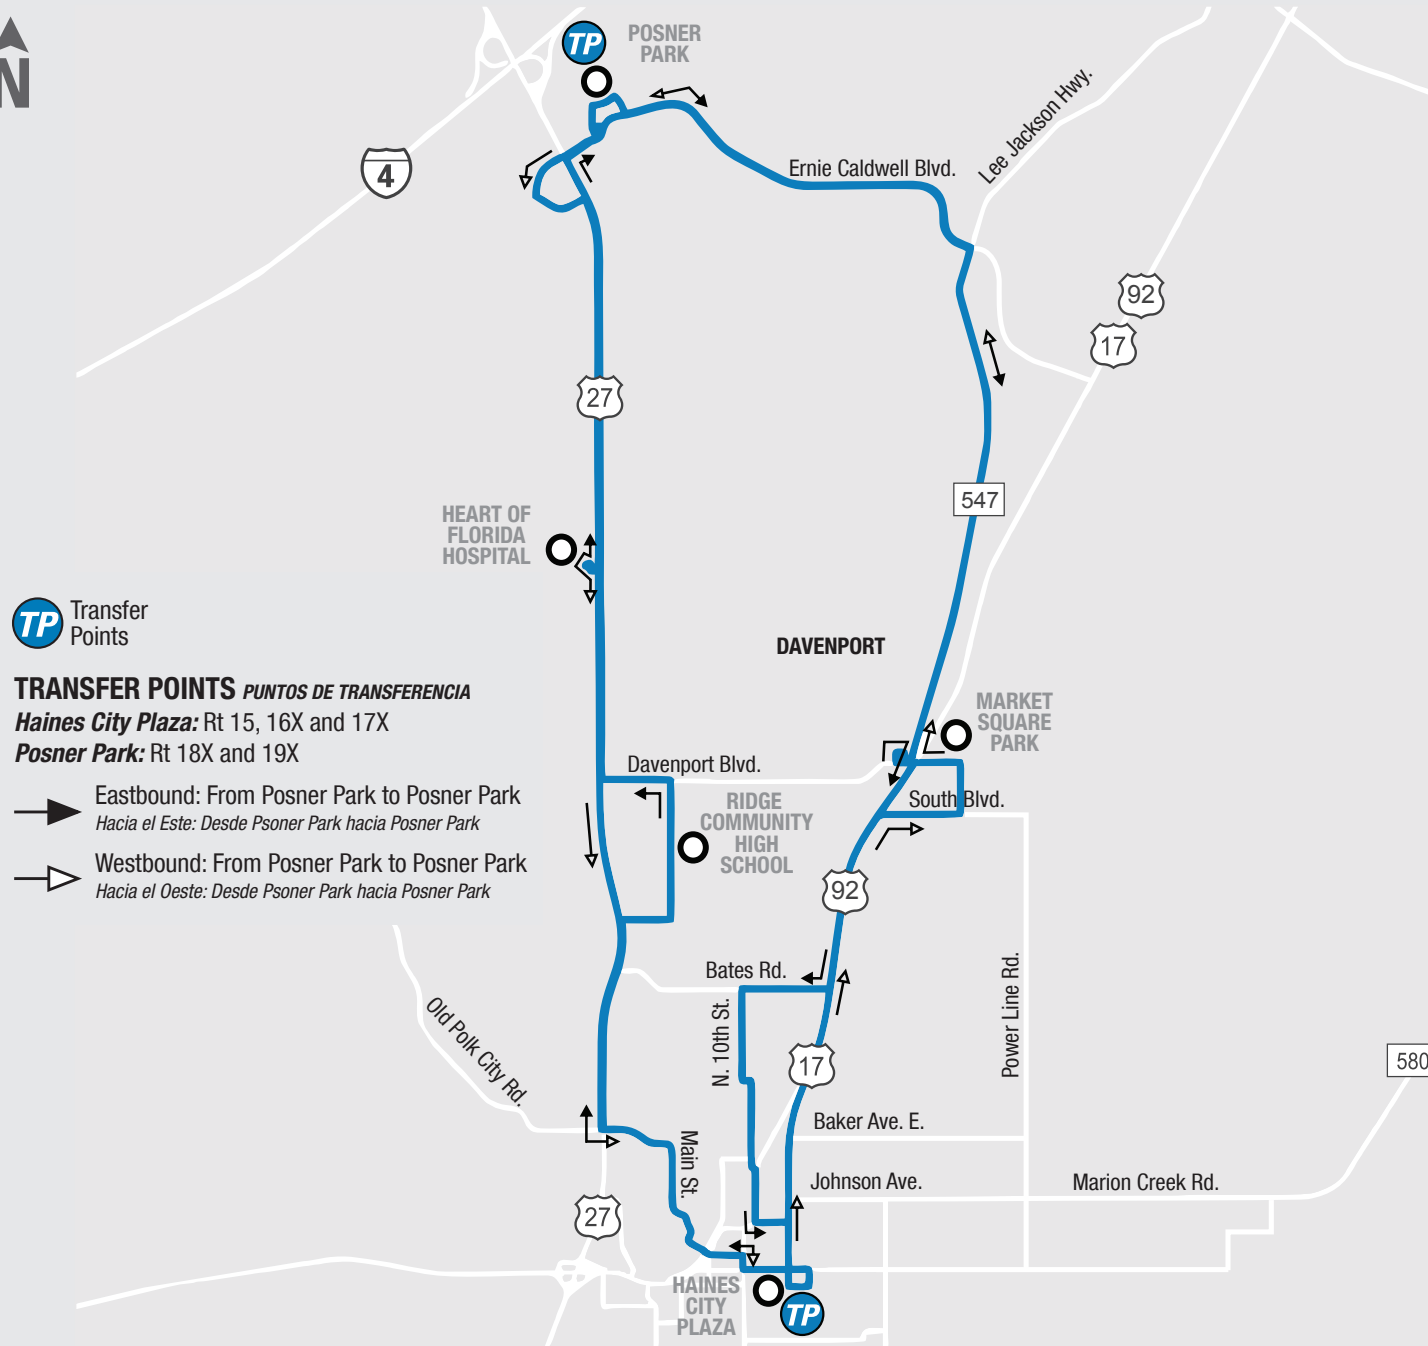 N
TP
POSNER
PARK
4
Ernie Caldwell Blvd.
Lee Jackson Hwy.
92
17
27
547
HEART OF
FLORIDA
HOSPITAL
TP Transfer
Points
DAVENPORT
TRANSFER POINTS PUNTOS DE TRANSFERENCIA
Haines City Plaza: Rt 15, 16X and 17X
Posner Park: Rt 18X and 19X
Eastbound: From Posner Park to Posner Park
Hacia el Este: Desde Psoner Park hacia Posner Park
Westbound: From Posner Park to Posner Park
Hacia el Oeste: Desde Psoner Park hacia Posner Park
MARKET
SQUARE
PARK
Davenport Blvd.
South Blvd.
RIDGE
COMMUNITY
HIGH
SCHOOL
92
Bates Rd.
N. 10th St.
Power Line Rd.
Old Polk City Rd.
17
580
Baker Ave. E.
Main St.
Johnson Ave.
Marion Creek Rd.
27
HAINES
CITY
PLAZA
TP